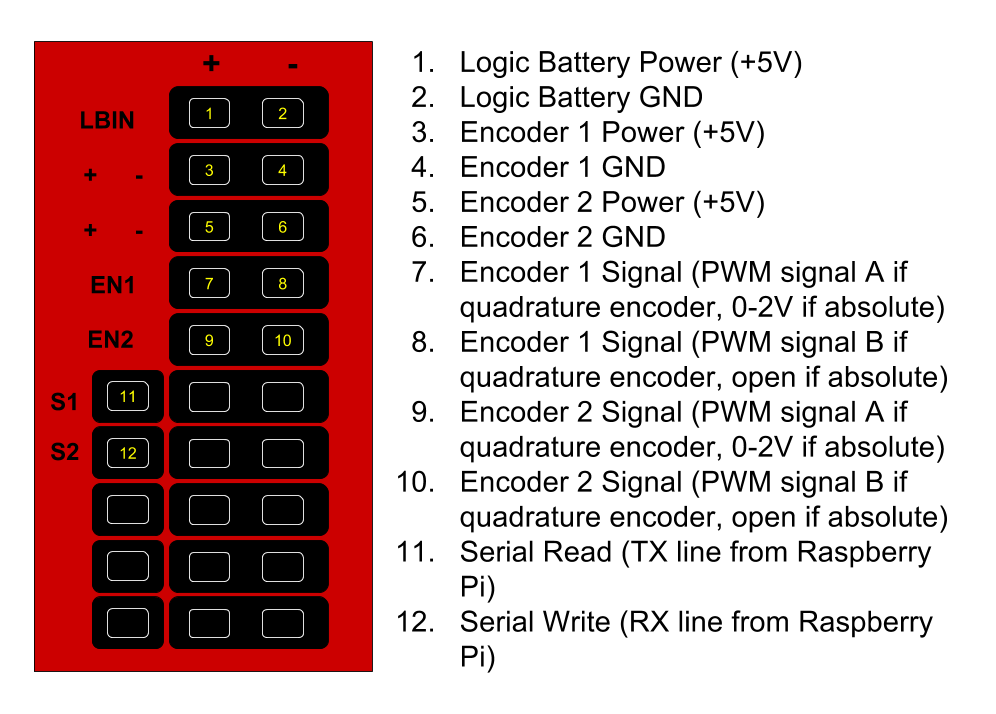 + -
LBIN 1 2
+ - 3 4
+ - 5 6
EN1 7 8
EN2 9 10
S1 11
S2 12
1. Logic Battery Power (+5V)
2. Logic Battery GND
3. Encoder 1 Power (+5V)
4. Encoder 1 GND
5. Encoder 2 Power (+5V)
6. Encoder 2 GND
7. Encoder 1 Signal (PWM signal A if
quadrature encoder, 0-2V if absolute)
8. Encoder 1 Signal (PWM signal B if
quadrature encoder, open if absolute)
9. Encoder 2 Signal (PWM signal A if
quadrature encoder, 0-2V if absolute)
10. Encoder 2 Signal (PWM signal B if
quadrature encoder, open if absolute)
11. Serial Read (TX line from Raspberry
Pi)
12. Serial Write (RX line from Raspberry
Pi)